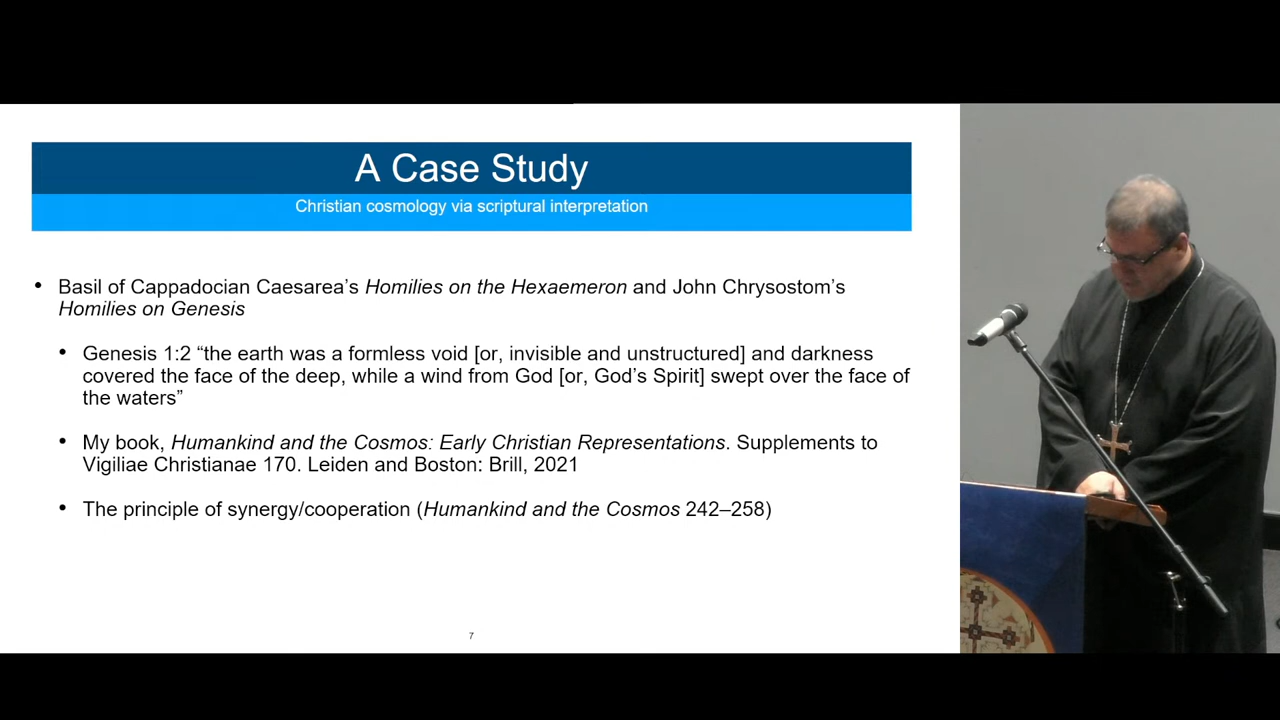 A Case Study
Christian cosmology via scriptural interpretation
• Basil of Cappadocian Caesarea’s Homilies on the Hexaemeron and John Chrysostom’s
Homilies on Genesis
• Genesis 1:2 “the earth was a formless void [or, invisible and unstructured] and darkness
covered the face of the deep, while a wind from God [or, God’s Spirit] swept over the face of
the waters”
• My book, Humankind and the Cosmos: Early Christian Representations. Supplements to
Vigiliae Christianae 170. Leiden and Boston: Brill, 2021
• The principle of synergy/cooperation (Humankind and the Cosmos 242–258)
7